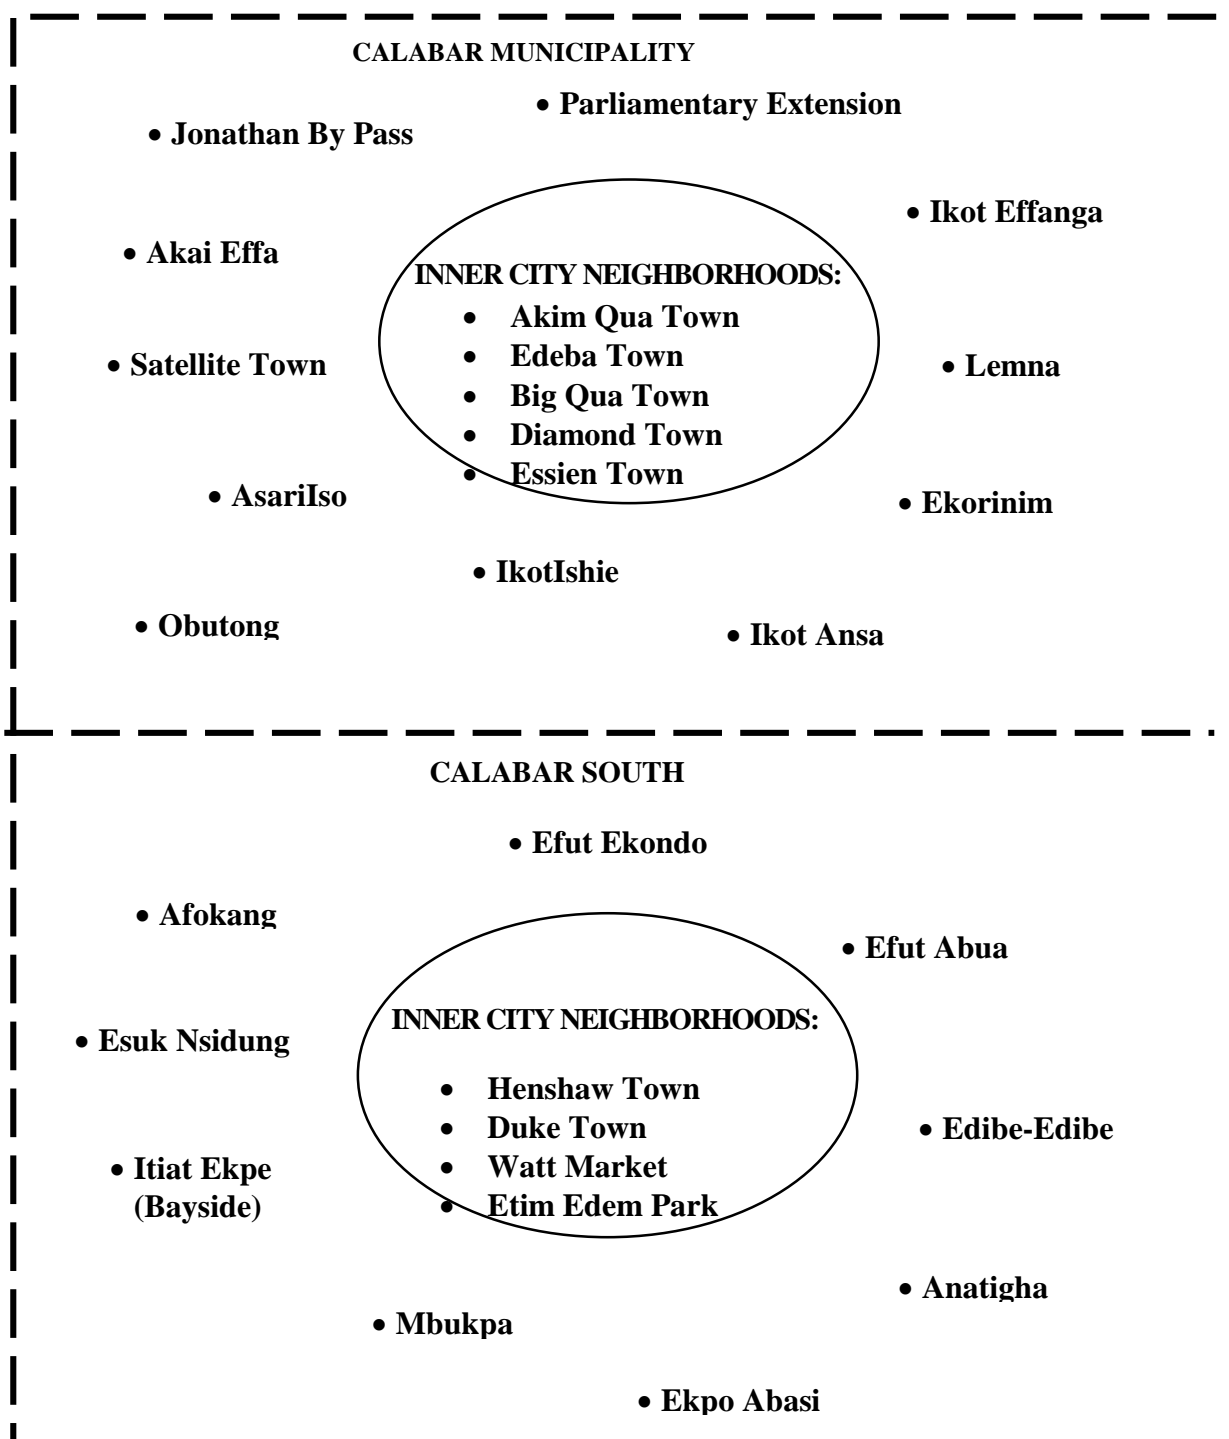 CALABAR MUNICIPALITY
• Parliamentary Extension
• Jonathan By Pass
• Ikot Effanga
• Akai Effa
INNER CITY NEIGHBORHOODS:
• Akim Qua Town
• Edeba Town
• Big Qua Town
• Diamond Town
• Essien Town
• Satellite Town
• Lemna
• AsariIso
• Ekorinim
• IkotIshie
• Obutong
• Ikot Ansa
CALABAR SOUTH
• Efut Ekondo
• Afokang
• Efut Abua
INNER CITY NEIGHBORHOODS:
• Henshaw Town
• Duke Town
• Watt Market
• Etim Edem Park
• Esuk Nsidung
• Edibe-Edibe
• Itiat Ekpe
(Bayside)
• Anatigha
• Mbukpa
• Ekpo Abasi